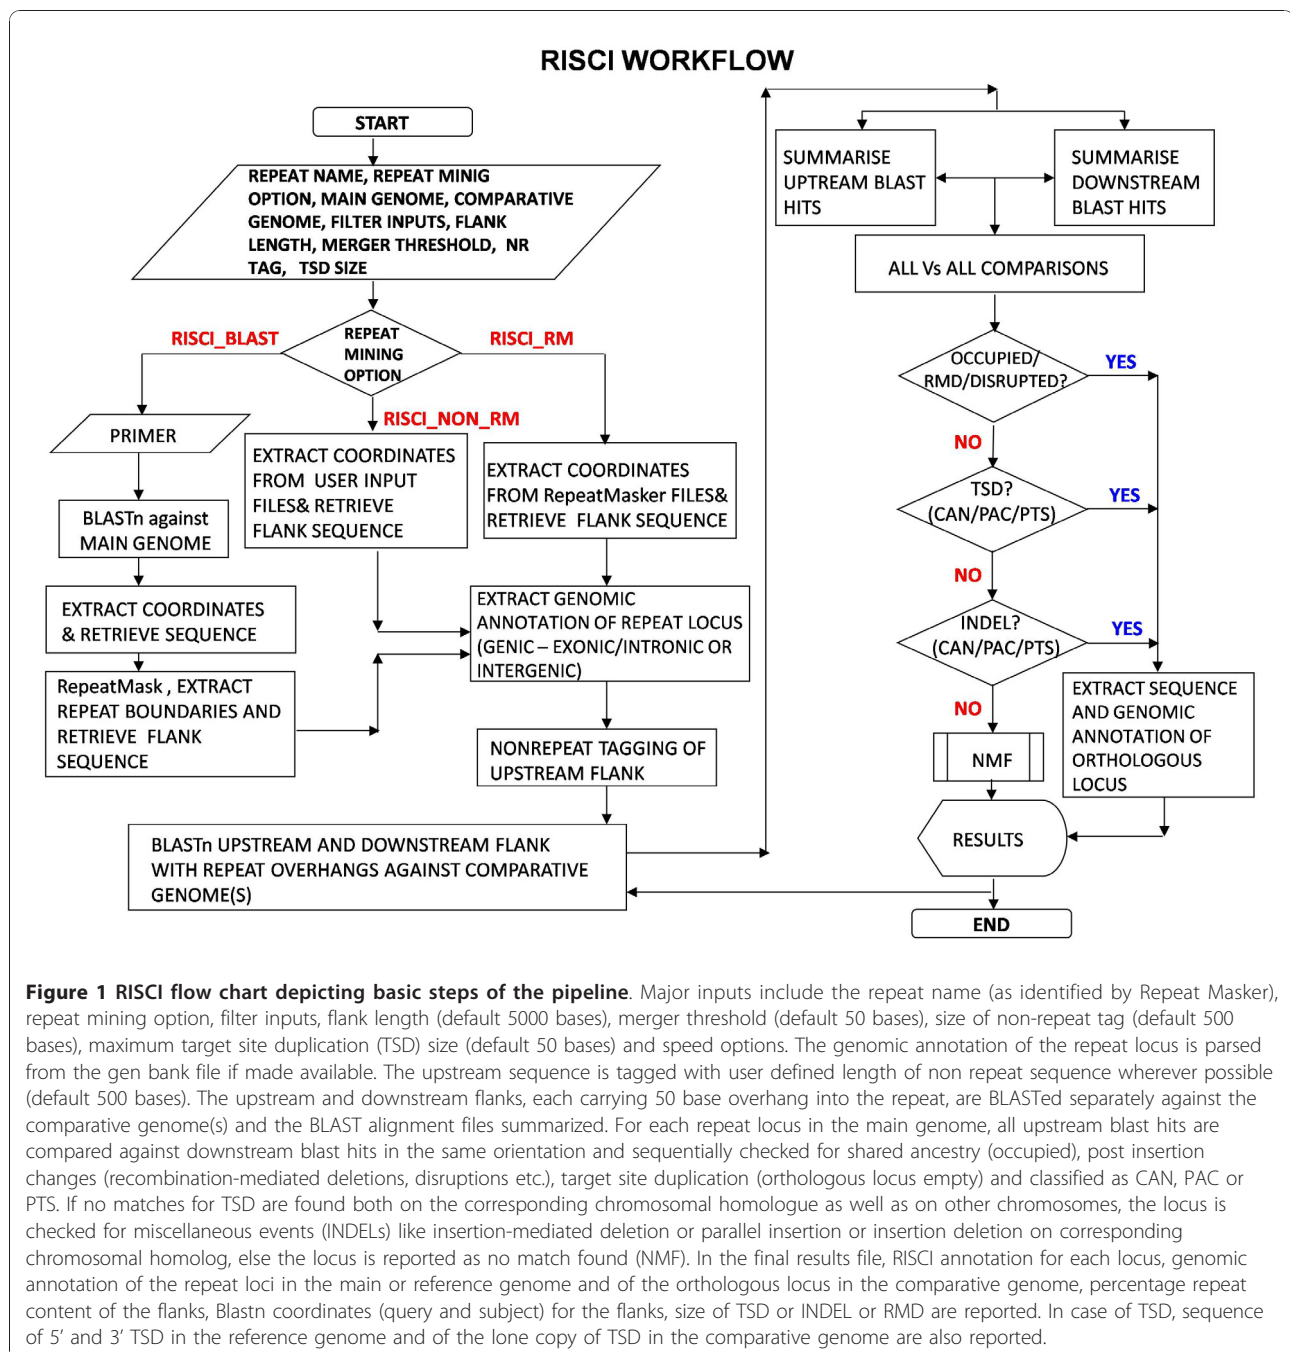 RISCI WORKFLOW
START
REPEAT NAME, REPEAT MINIG
OPTION, MAIN GENOME, COMPARATIVE
GENOME, FILTER INPUTS, FLANK
LENGTH, MERGER THRESHOLD, NR
TAG, TSD SIZE
REPEAT
MINING
OPTION
RISCI_BLAST
RISCI_RM
RISCI_NON_RM
PRIMER
BLASTn against
MAIN GENOME
EXTRACT COORDINATES
& RETRIEVE SEQUENCE
RepeatMask , EXTRACT
REPEAT BOUNDARIES AND
RETRIEVE FLANK
SEQUENCE
EXTRACT COORDINATES
FROM USER INPUT
FILES& RETRIEVE
FLANK SEQUENCE
EXTRACT COORDINATES
FROM RepeatMasker FILES&
RETRIEVE FLANK SEQUENCE
EXTRACT GENOMIC
ANNOTATION OF REPEAT LOCUS
(GENIC – EXONIC/INTRONIC OR
INTERGENIC)
NONREPEAT TAGGING OF
UPSTREAM FLANK
BLASTn UPSTREAM AND DOWNSTREAM FLANK
WITH REPEAT OVERHANGS AGAINST COMPARATIVE
GENOME(S)
SUMMARISE
UPTREAM BLAST
HITS
SUMMARISE
DOWNSTREAM
BLAST HITS
ALL Vs ALL COMPARISONS
OCCUPIED/
RMD/DISRUPTED?
YES
NO
TSD?
(CAN/PAC/PTS)
YES
NO
INDEL?
(CAN/PAC/PTS)
YES
NO
NMF
EXTRACT SEQUENCE
AND GENOMIC
ANNOTATION OF
ORTHOLOGOUS
LOCUS
RESULTS
END
Figure 1 RISCI flow chart depicting basic steps of the pipeline. Major inputs include the repeat name (as identified by Repeat Masker),
repeat mining option, filter inputs, flank length (default 5000 bases), merger threshold (default 50 bases), size of non-repeat tag (default 500
bases), maximum target site duplication (TSD) size (default 50 bases) and speed options. The genomic annotation of the repeat locus is parsed
from the gen bank file if made available. The upstream sequence is tagged with user defined length of non repeat sequence wherever possible
(default 500 bases). The upstream and downstream flanks, each carrying 50 base overhang into the repeat, are BLASTed separately against the
comparative genome(s) and the BLAST alignment files summarized. For each repeat locus in the main genome, all upstream blast hits are
compared against downstream blast hits in the same orientation and sequentially checked for shared ancestry (occupied), post insertion
changes (recombination-mediated deletions, disruptions etc.), target site duplication (orthologous locus empty) and classified as CAN, PAC or
PTS. If no matches for TSD are found both on the corresponding chromosomal homologue as well as on other chromosomes, the locus is
checked for miscellaneous events (INDELs) like insertion-mediated deletion or parallel insertion or insertion deletion on corresponding
chromosomal homolog, else the locus is reported as no match found (NMF). In the final results file, RISCI annotation for each locus, genomic
annotation of the repeat loci in the main or reference genome and of the orthologous locus in the comparative genome, percentage repeat
content of the flanks, Blastn coordinates (query and subject) for the flanks, size of TSD or INDEL or RMD are reported. In case of TSD, sequence
of 5’ and 3’ TSD in the reference genome and of the lone copy of TSD in the comparative genome are also reported.